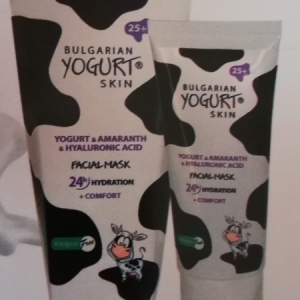 25+
BULGARIAN
YOGURT®
SKIN
YOGURT & AMARANTH
& HYALURONIC ACID
FACIAL-MASK
24h HYDRATION
+ COMFORT
Free
25+
BULGARIAN
YOGURT®
SKIN
YOGURT & AMARANTH
& HYALURONIC ACID
FACIAL-MASK
24h HYDRATION
+ COMFORT